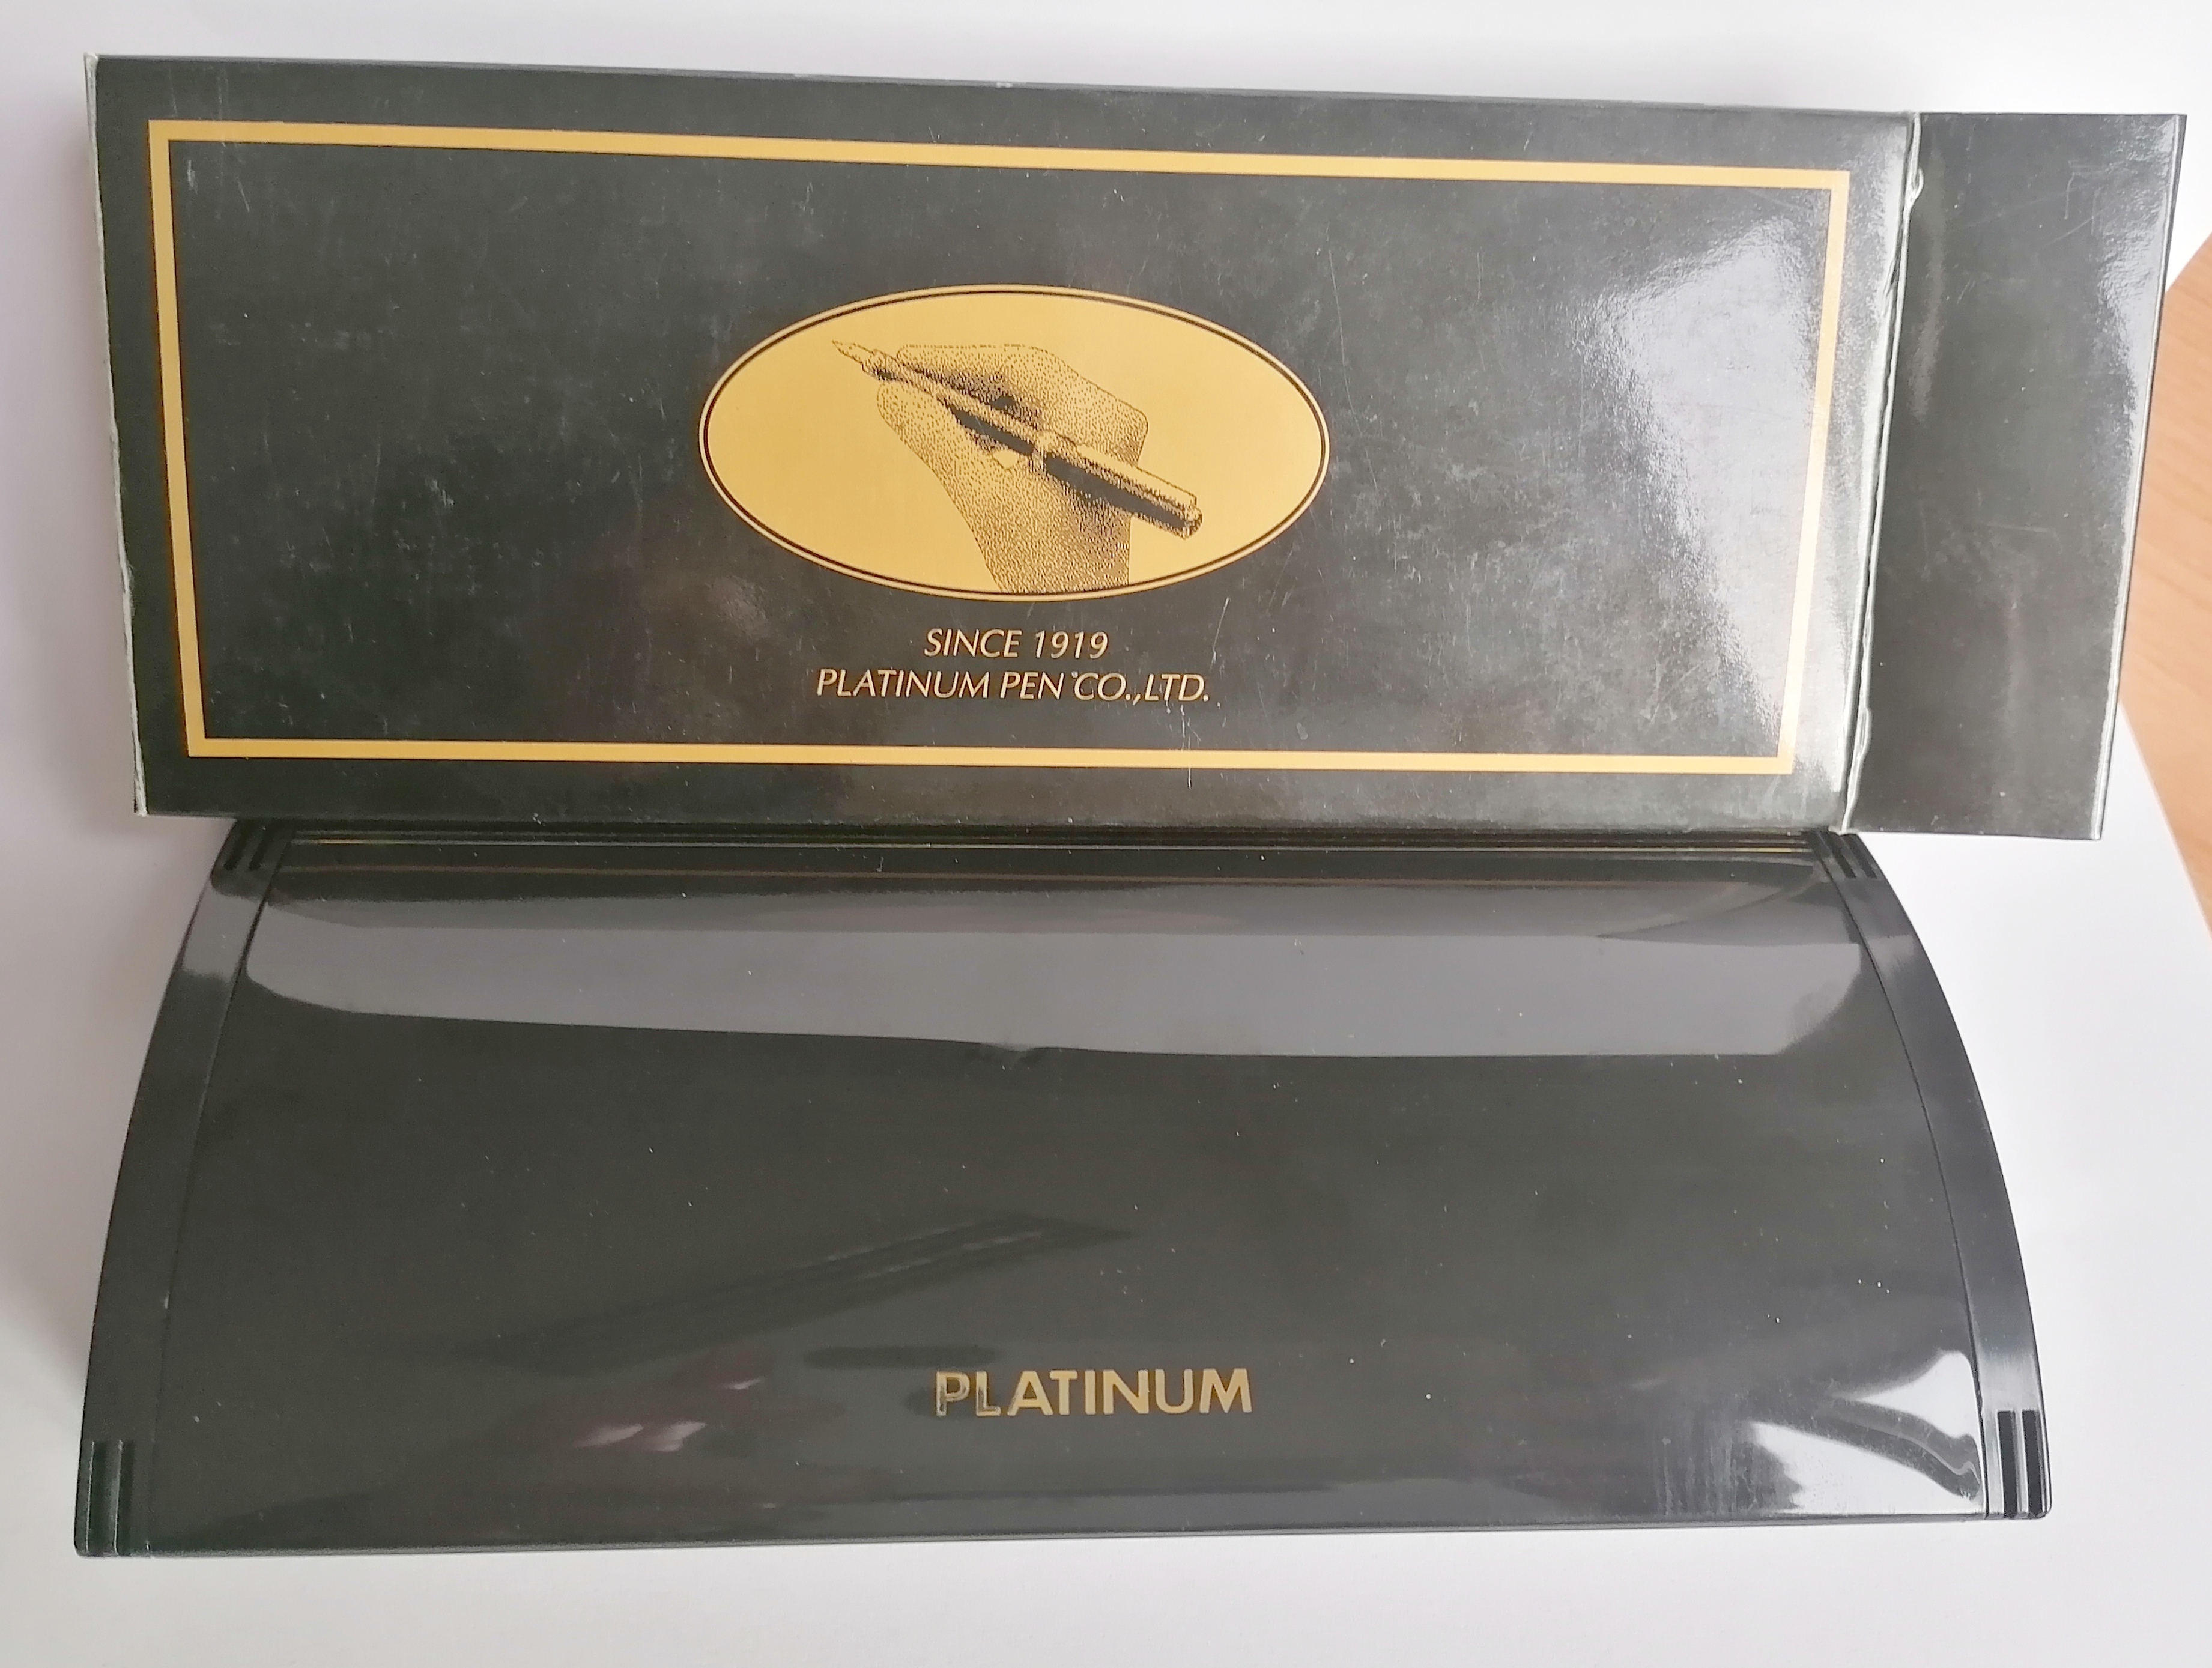 SINCE 1919
PLATINUM PEN CO.,LTD.
PLATINUM